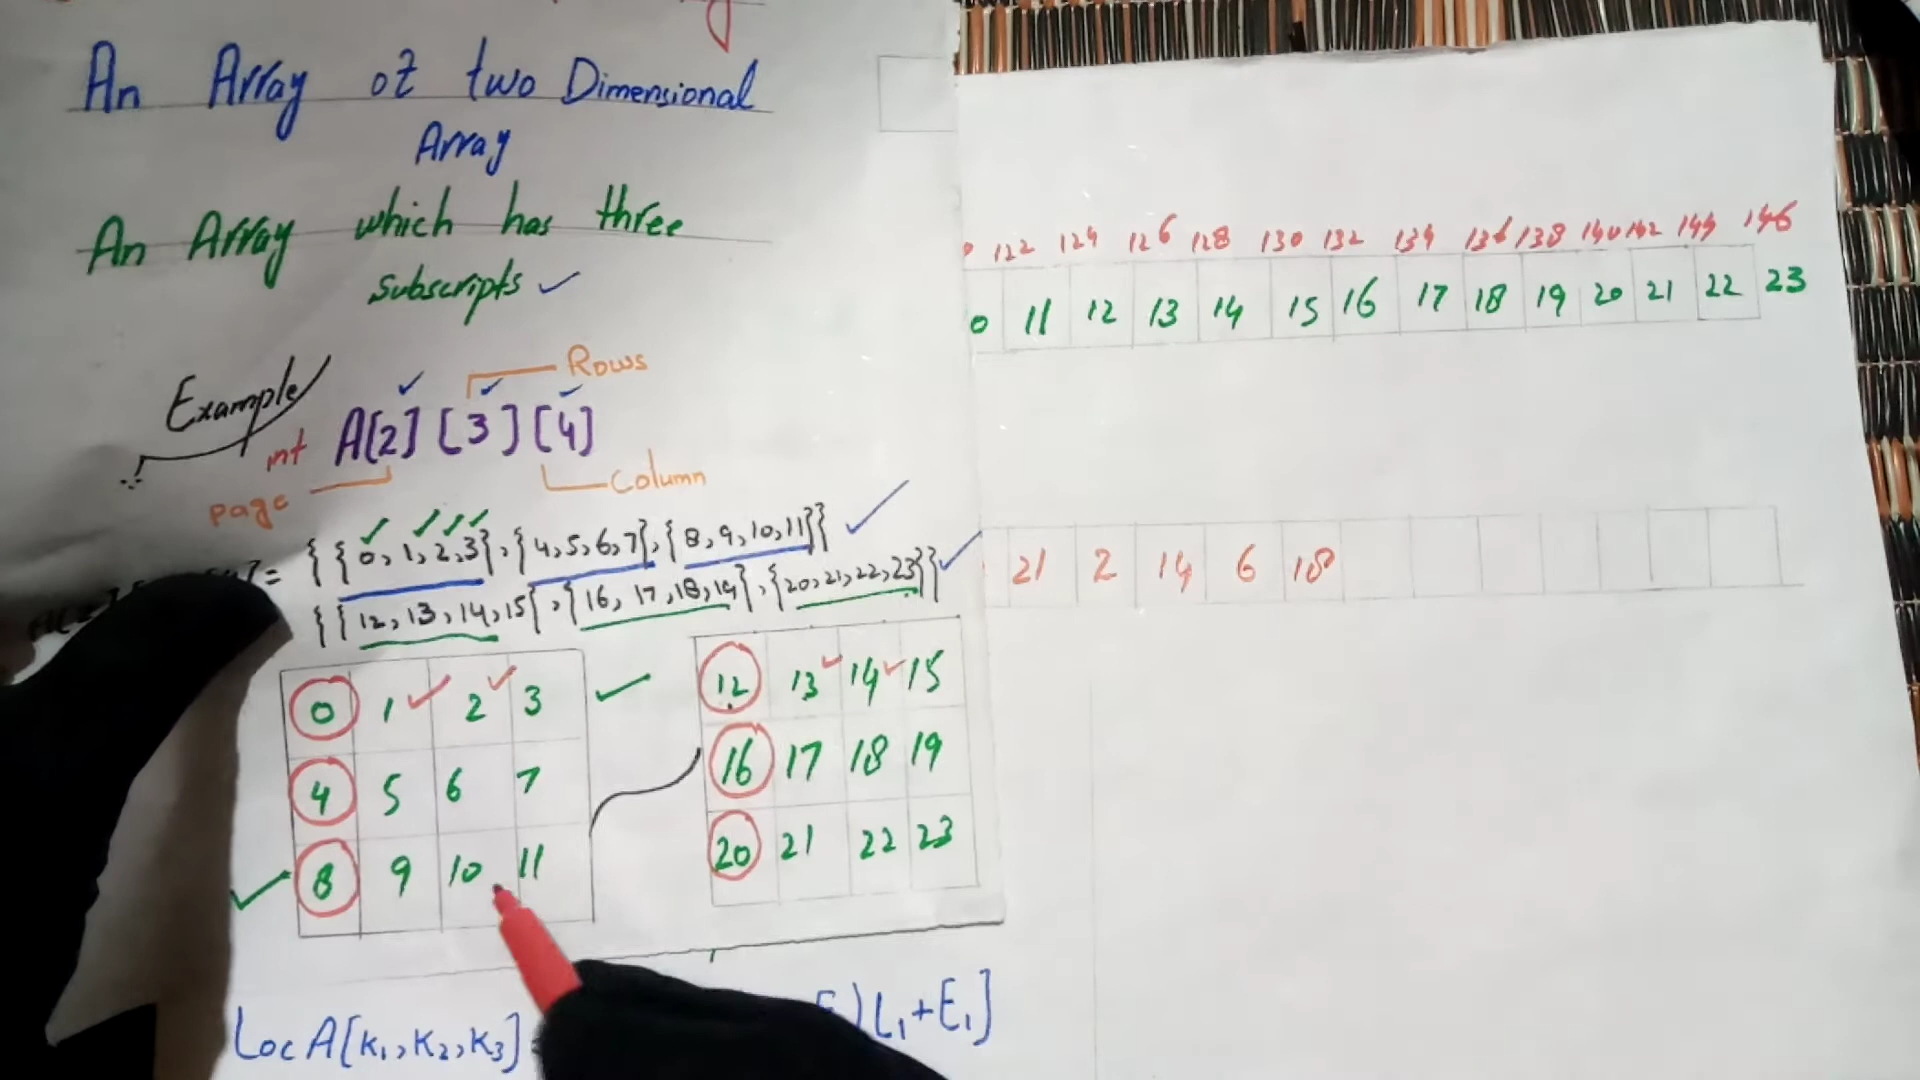 An Array of two Dimensional
Array
An Array which has three
subscripts
Example
Rows
int A[2] [3] [4]
page
Column
= { { 0, 1, 2, 3}, {4, 5, 6, 7}, {8, 9, 10, 11}}
{ { 12, 13, 14, 15}, {16, 17, 18, 19}, {20, 21, 22, 23}}
0 1 2 3
4 5 6 7
8 9 10 11
12 13 14 15
16 17 18 19
20 21 22 23
Loc A[K1, K2, K3] =
) L1 + E1]
122 124 126 128 130 132 134 136 138 140 142 144 146
0 11 12 13 14 15 16 17 18 19 20 21 22 23
21 2 14 6 18